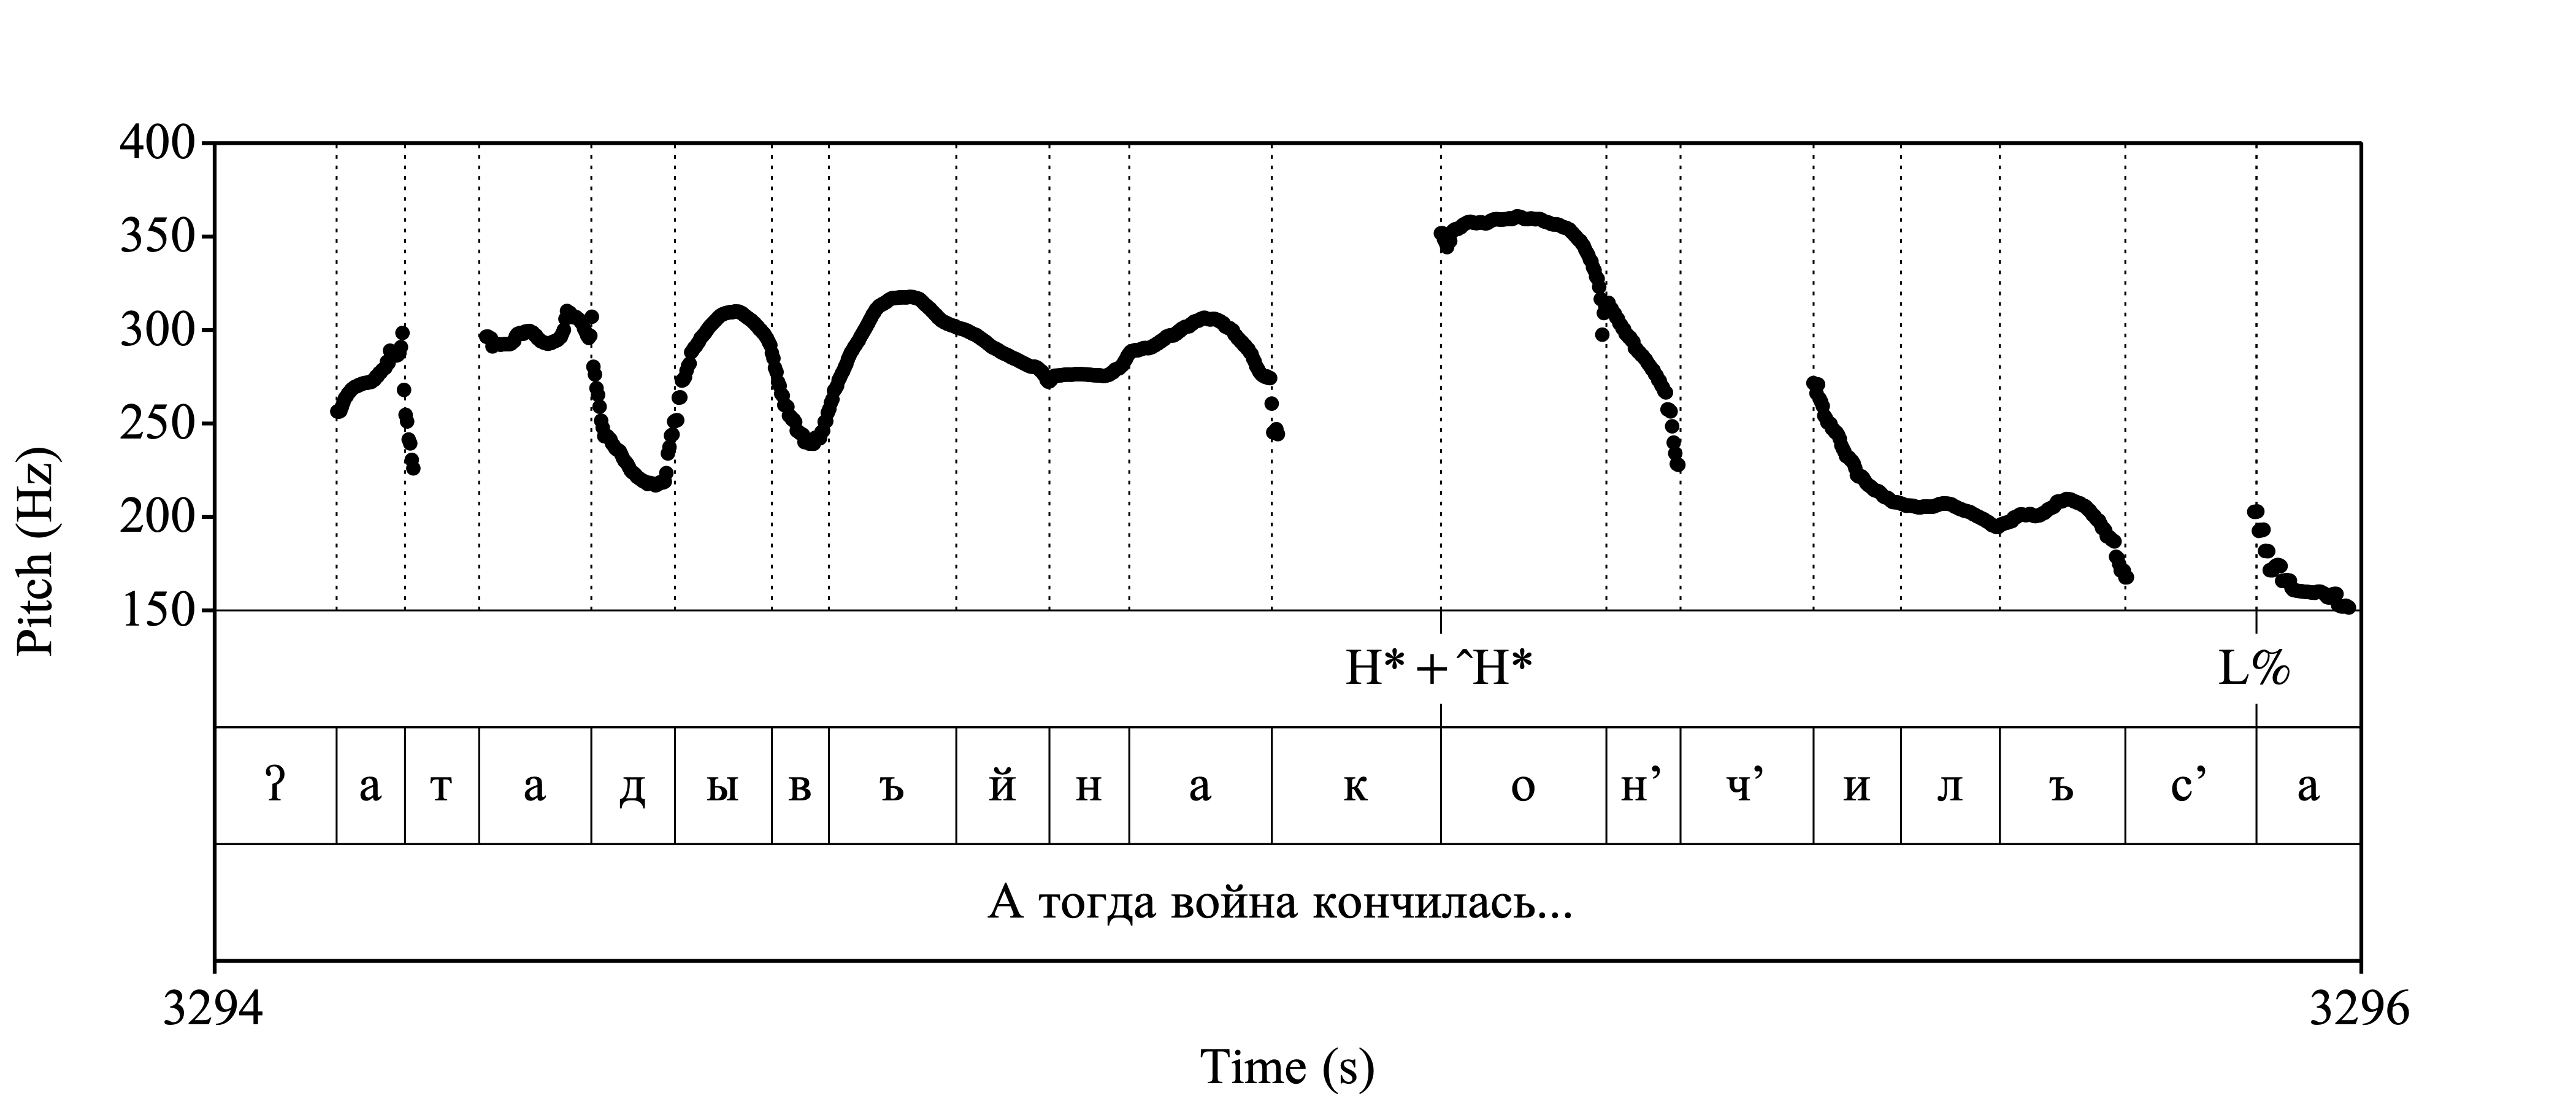 400
350
300
250
200
150
Pitch (Hz)
H* + ^H* L%
ʔ а т а д ы в ъ й н а к о н’ ч’ и л ъ с’ а
А тогда война кончилась...
3294 3296
Time (s)